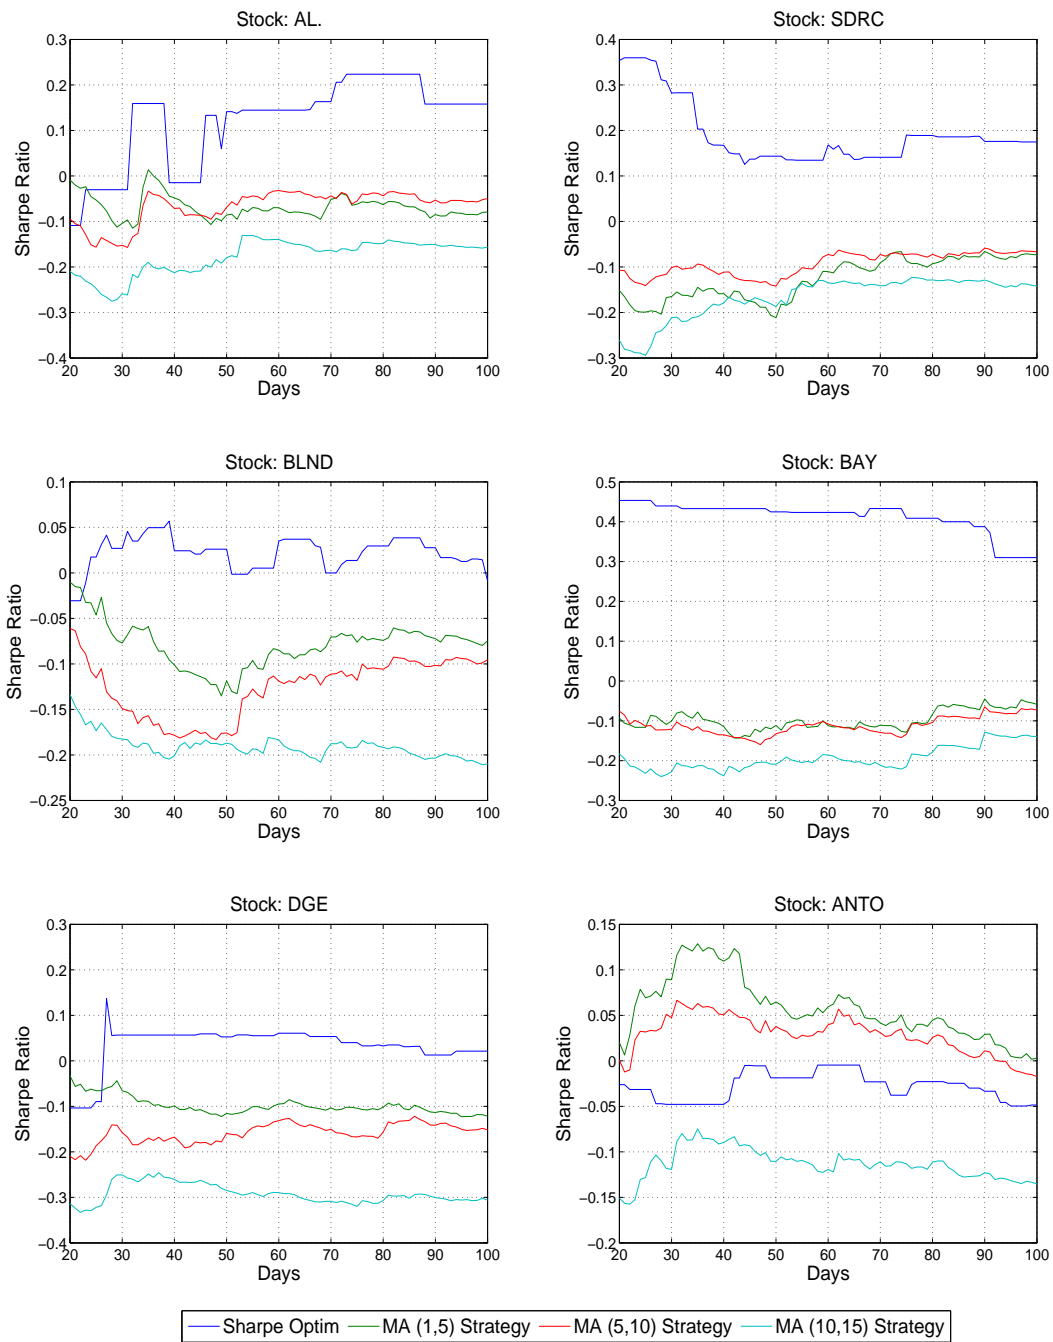 Stock: AL.
0.3
0.2
0.1
0
−0.1
−0.2
−0.3
−0.4
Sharpe Ratio
20 30 40 50 60 70 80 90 100
Days
Stock: SDRC
0.4
0.3
0.2
0.1
0
−0.1
−0.2
−0.3
Sharpe Ratio
20 30 40 50 60 70 80 90 100
Days
Stock: BLND
0.1
0.05
0
−0.05
−0.1
−0.15
−0.2
−0.25
Sharpe Ratio
20 30 40 50 60 70 80 90 100
Days
Stock: BAY
0.5
0.4
0.3
0.2
0.1
0
−0.1
−0.2
−0.3
Sharpe Ratio
20 30 40 50 60 70 80 90 100
Days
Stock: DGE
0.3
0.2
0.1
0
−0.1
−0.2
−0.3
−0.4
Sharpe Ratio
20 30 40 50 60 70 80 90 100
Days
Stock: ANTO
0.15
0.1
0.05
0
−0.05
−0.1
−0.15
−0.2
Sharpe Ratio
20 30 40 50 60 70 80 90 100
Days
Sharpe Optim MA (1,5) Strategy MA (5,10) Strategy MA (10,15) Strategy